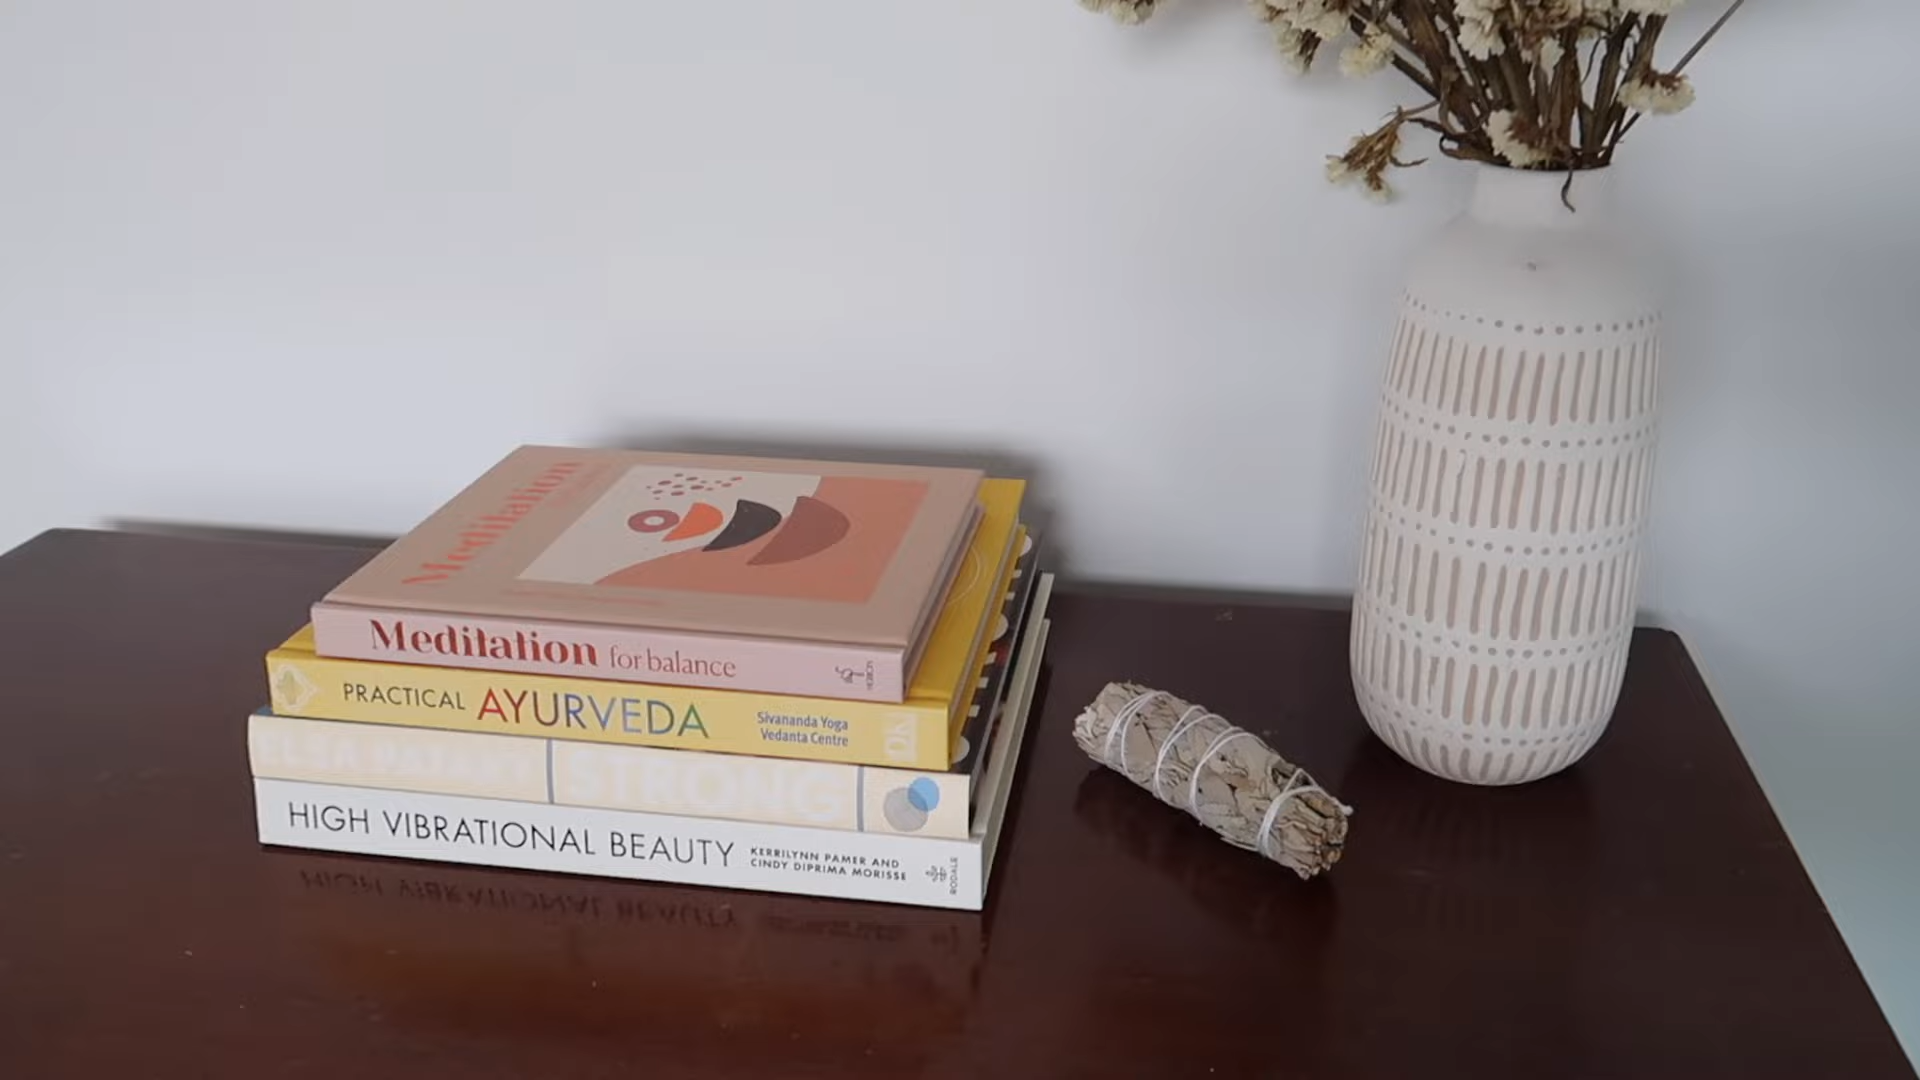 Meditation
Meditation for balance
PRACTICAL AYURVEDA
Sivananda Yoga
Vedanta Centre
DK
STRONG
HIGH VIBRATIONAL BEAUTY
KERRILYNN PAMER AND
CINDY DIPRIMA MORISSE
RODALE